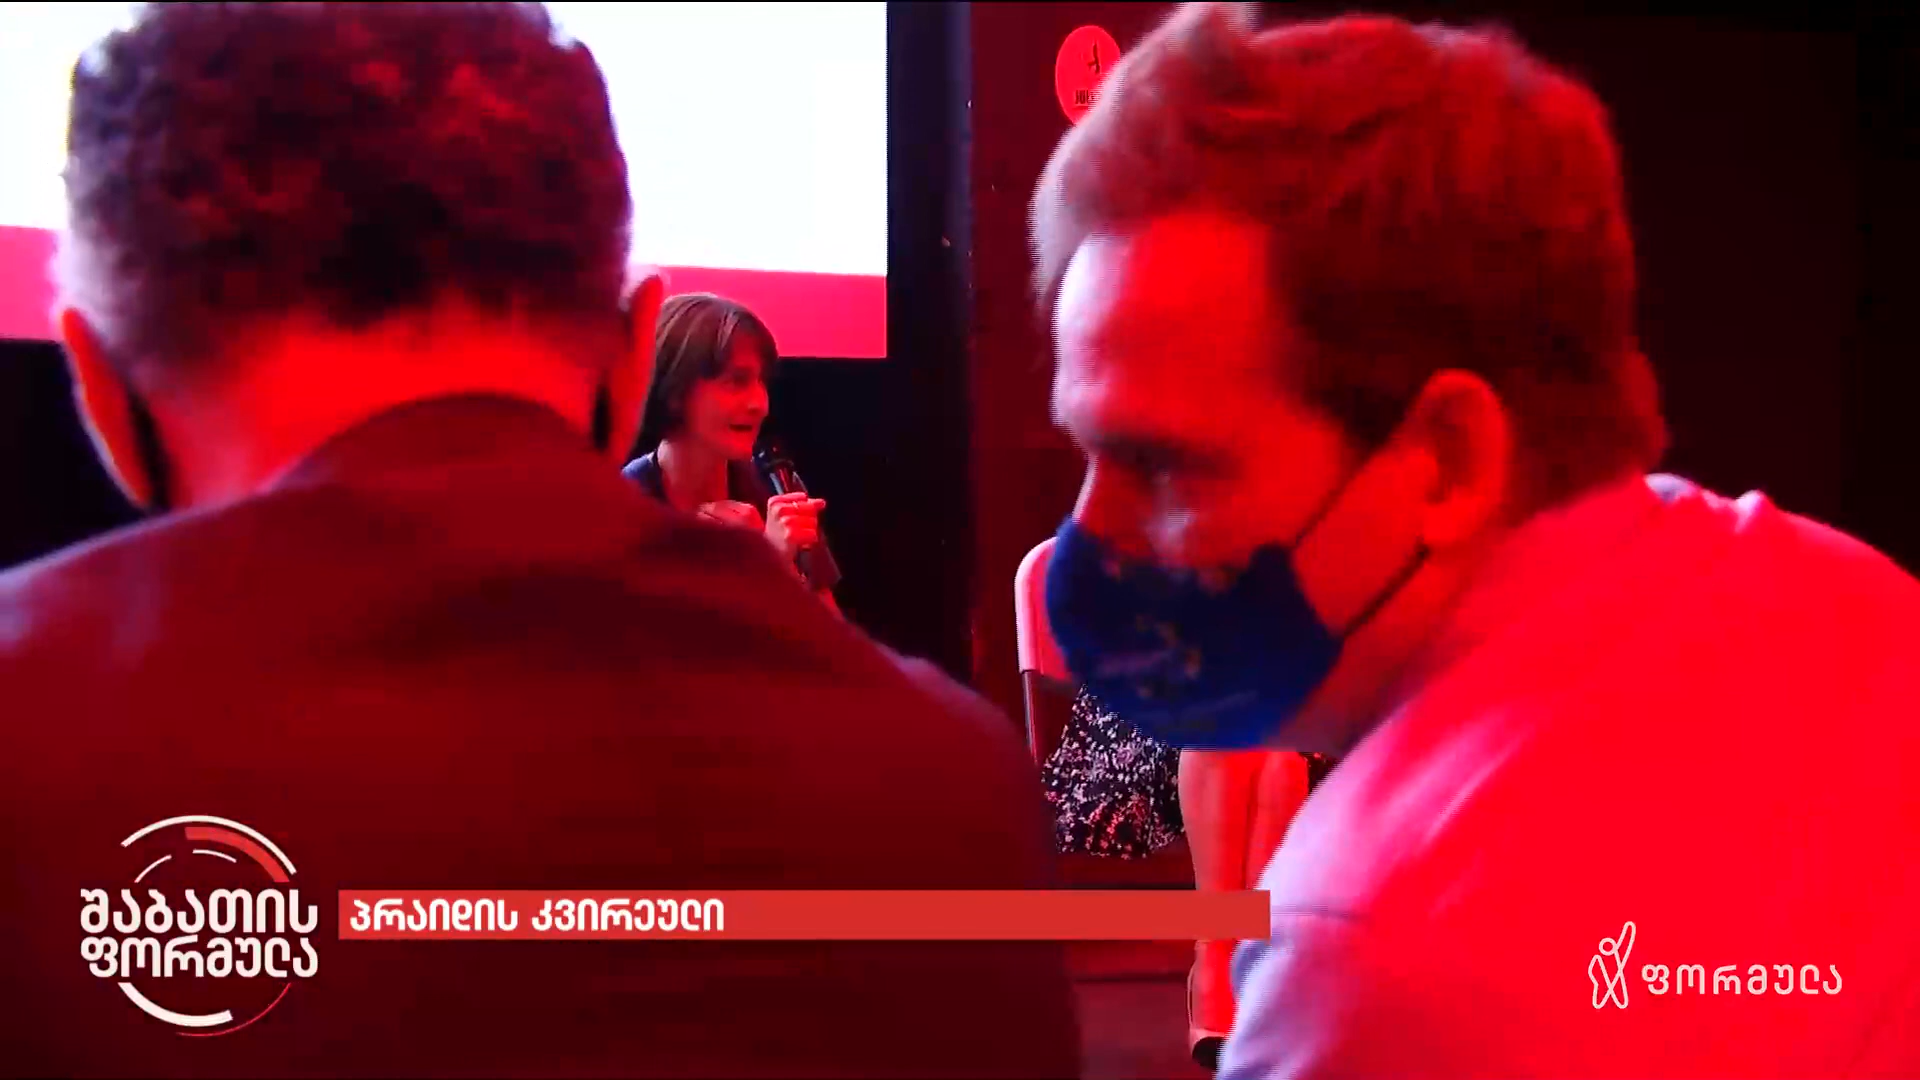 შაბათის
ფორმულა
პრაიდის კვირეული
ფორმულა